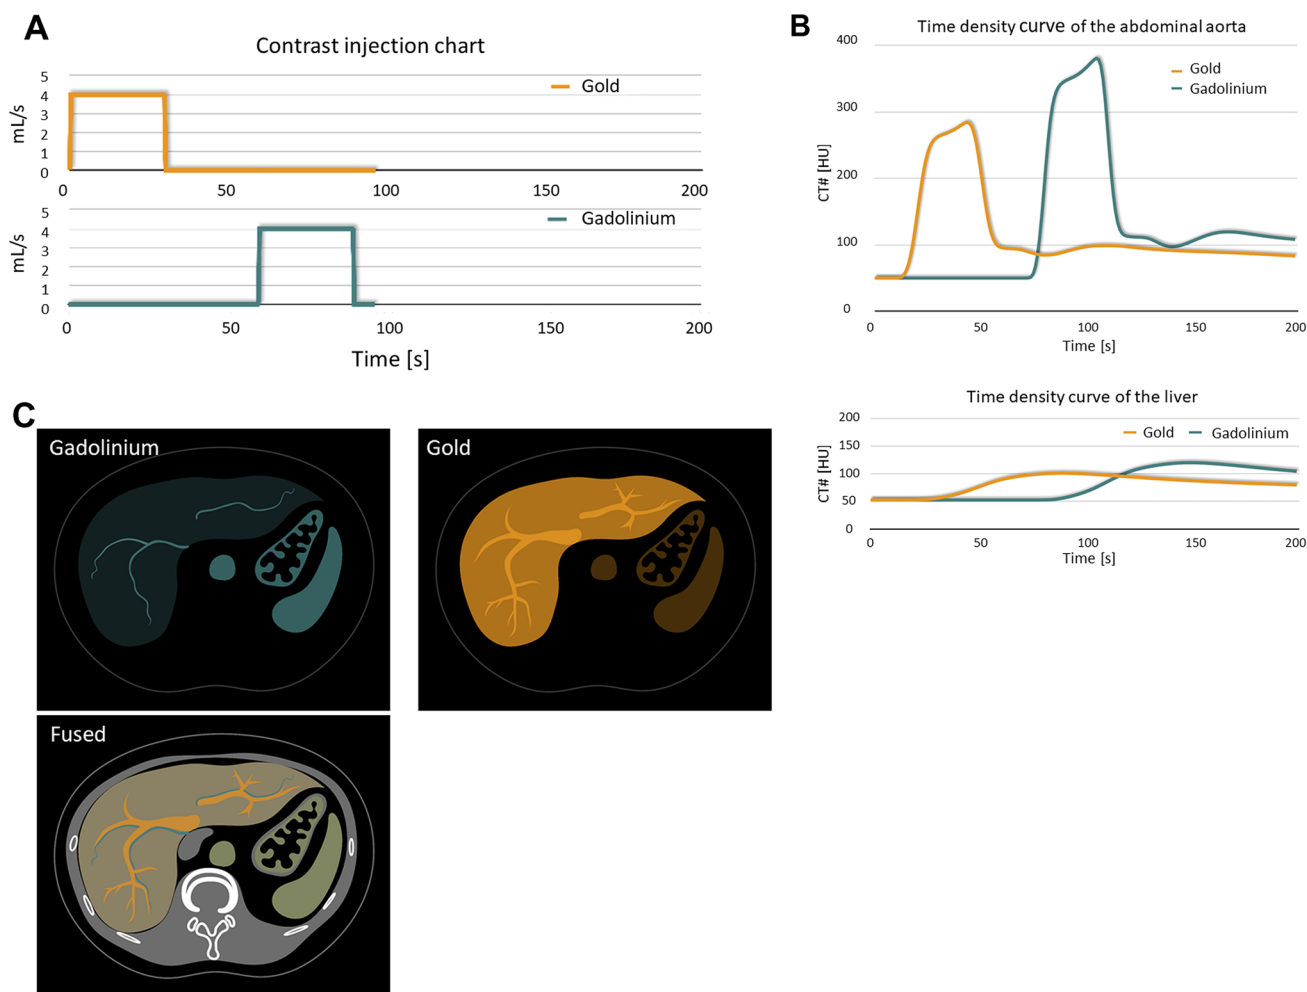 A
Contrast injection chart
5
4
3
2
1
0
mL/s
Gold
0 50 100 150 200
5
4
3
2
1
0
mL/s
Gadolinium
0 50 100 150 200
Time [s]
B
Time density curve of the abdominal aorta
400
300
200
100
0
CT# [HU]
Gold
Gadolinium
0 50 100 150 200
Time [s]
Time density curve of the liver
200
150
100
50
0
CT# [HU]
Gold Gadolinium
0 50 100 150 200
Time [s]
C
Gadolinium
Gold
Fused